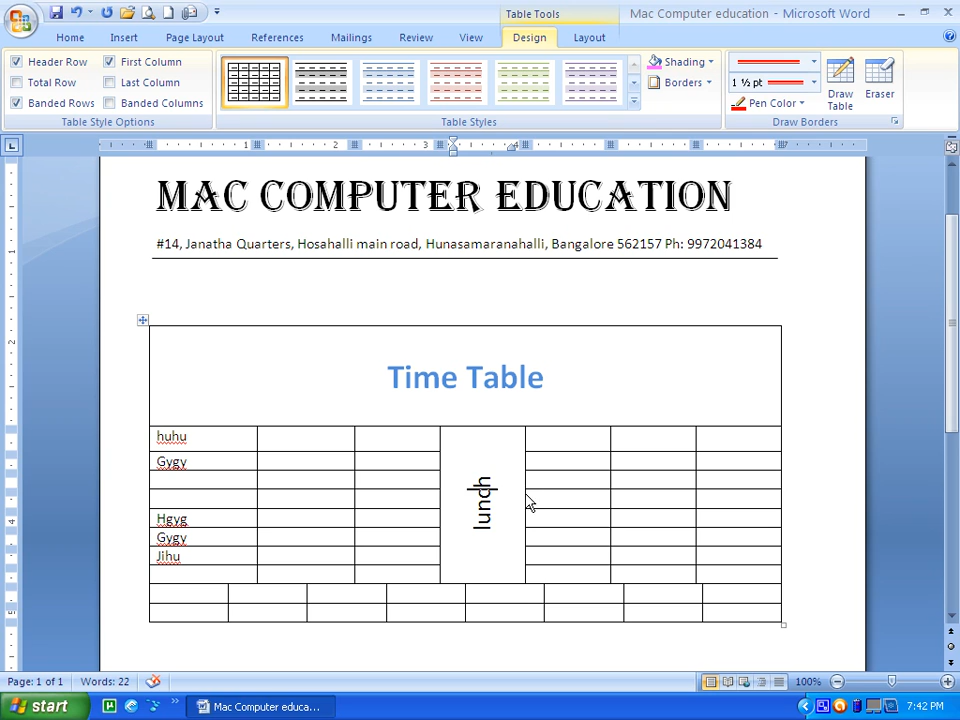 Table Tools
Mac Computer education - Microsoft Word
Home Insert Page Layout References Mailings Review View Design Layout
Header Row First Column
Total Row Last Column
Banded Rows Banded Columns
Table Style Options
Table Styles
Shading
Borders
1 ½ pt
Pen Color
Draw Table
Eraser
Draw Borders
1 2 3 4
MAC COMPUTER EDUCATION
#14, Janatha Quarters, Hosahalli main road, Hunasamaranahalli, Bangalore 562157 Ph: 9972041384
Time Table
huhu
Gygy
lunch
Hgyg
Gygy
Jihu
Page: 1 of 1 Words: 22 100%
start Mac Computer educa... 7:42 PM